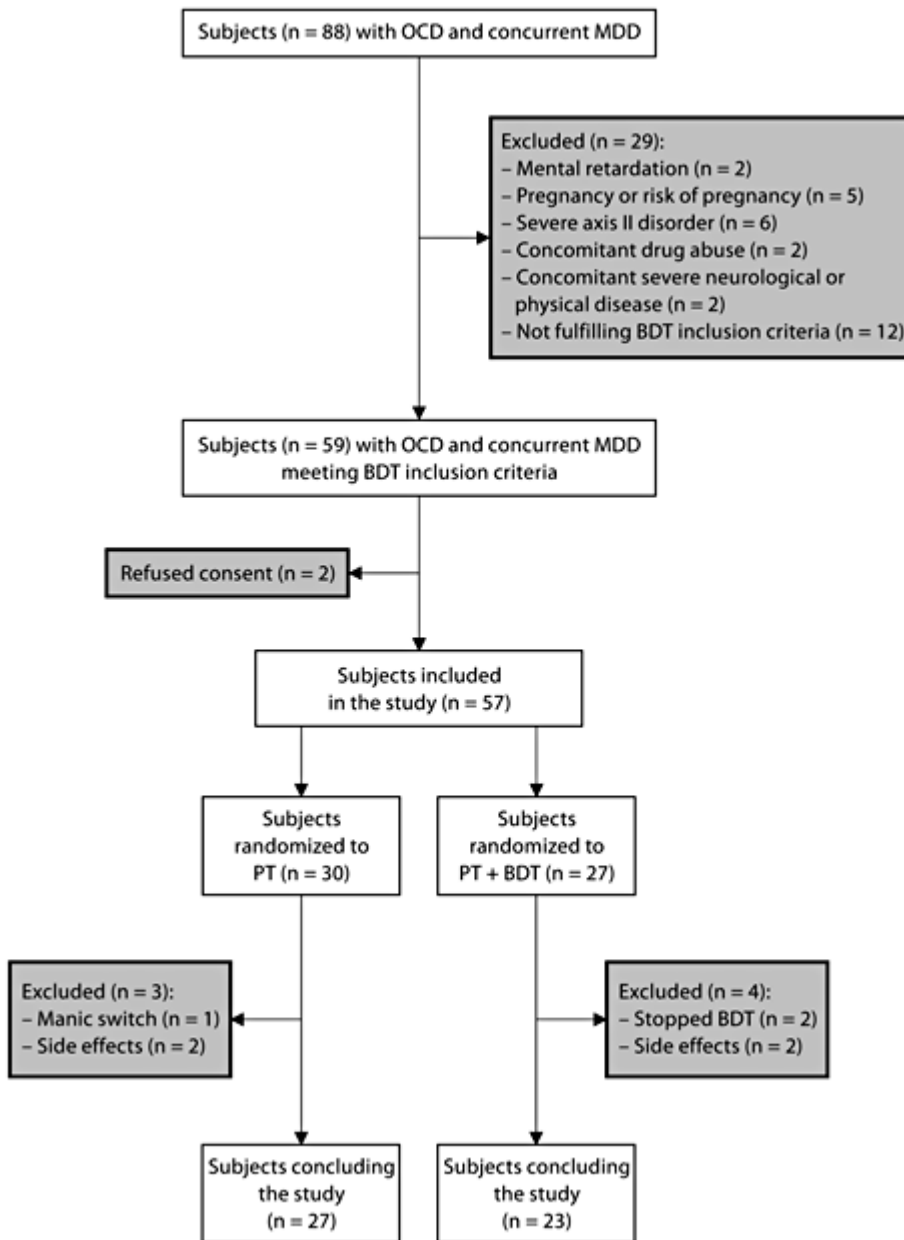 Subjects (n = 88) with OCD and concurrent MDD
Excluded (n = 29):
– Mental retardation (n = 2)
– Pregnancy or risk of pregnancy (n = 5)
– Severe axis II disorder (n = 6)
– Concomitant drug abuse (n = 2)
– Concomitant severe neurological or
physical disease (n = 2)
– Not fulfilling BDT inclusion criteria (n = 12)
Subjects (n = 59) with OCD and concurrent MDD
meeting BDT inclusion criteria
Refused consent (n = 2)
Subjects included
in the study (n = 57)
Subjects
randomized to
PT (n = 30)
Subjects
randomized to
PT + BDT (n = 27)
Excluded (n = 3):
– Manic switch (n = 1)
– Side effects (n = 2)
Excluded (n = 4):
– Stopped BDT (n = 2)
– Side effects (n = 2)
Subjects concluding
the study
(n = 27)
Subjects concluding
the study
(n = 23)